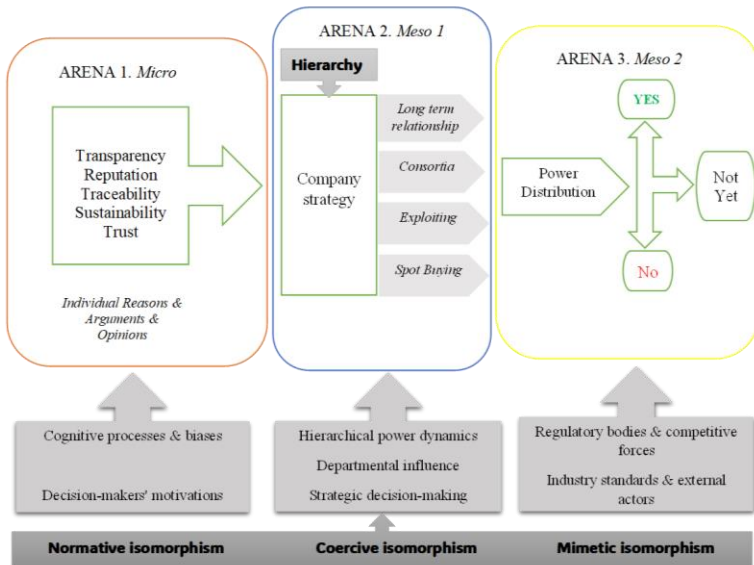 ARENA 1. Micro
Transparency
Reputation
Traceability
Sustainability
Trust
Individual Reasons &
Arguments &
Opinions
ARENA 2. Meso 1
Hierarchy
Company
strategy
Long term
relationship
Consortia
Exploiting
Spot Buying
ARENA 3. Meso 2
YES
Power
Distribution
Not
Yet
No
Cognitive processes & biases
Decision-makers' motivations
Hierarchical power dynamics
Departmental influence
Strategic decision-making
Regulatory bodies & competitive
forces
Industry standards & external
actors
Normative isomorphism
Coercive isomorphism
Mimetic isomorphism